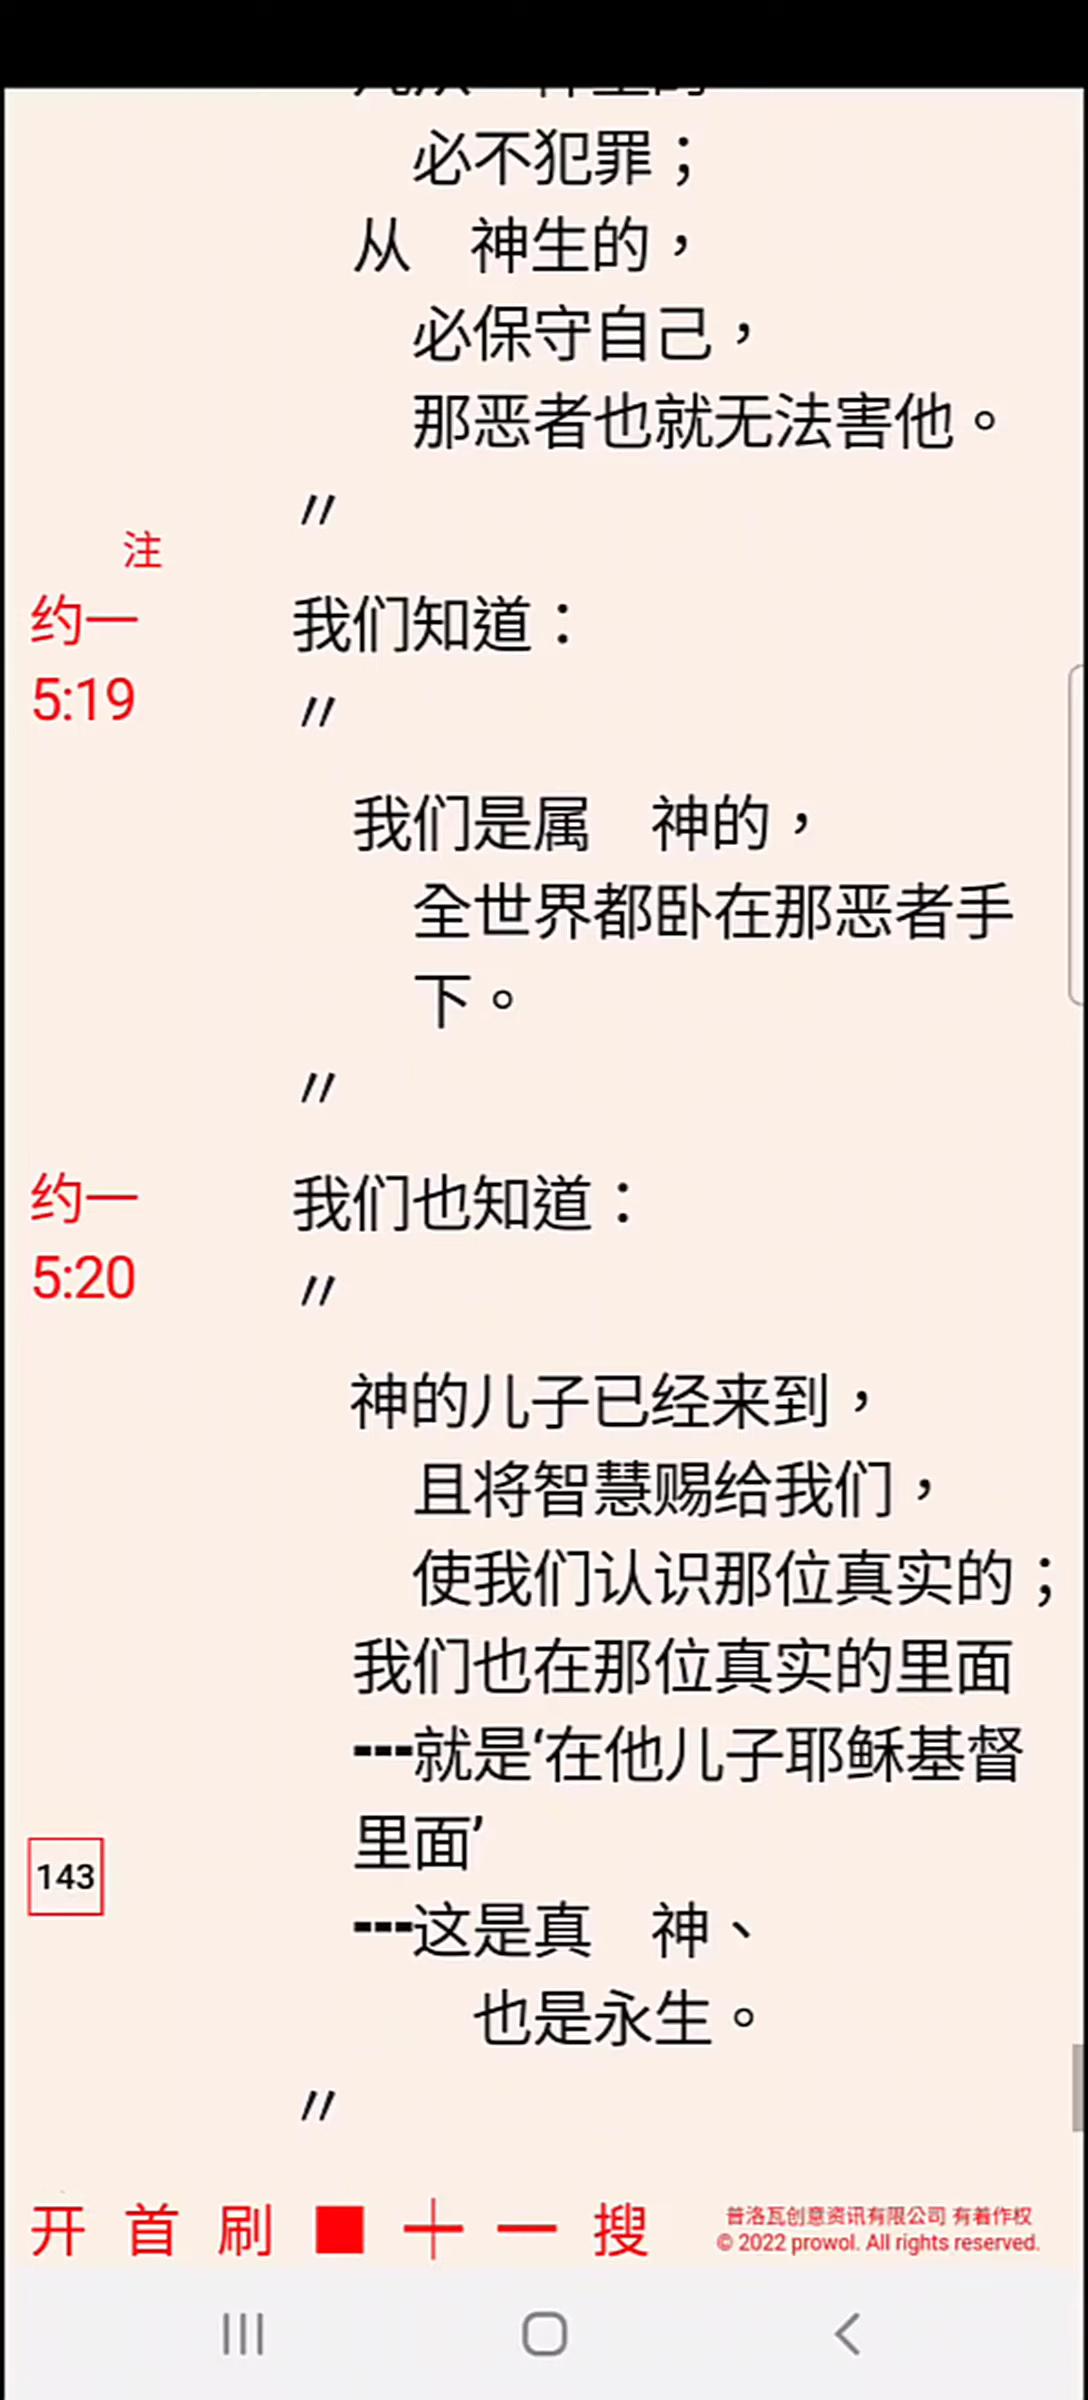 必不犯罪；
从　神生的，
必保守自己，
那恶者也就无法害他。
〃
注
约一 我们知道：
5:19 〃
我们是属　神的，
全世界都卧在那恶者手
下。
〃
约一 我们也知道：
5:20 〃
神的儿子已经来到，
且将智慧赐给我们，
使我们认识那位真实的；
我们也在那位真实的里面
---就是‘在他儿子耶稣基督
里面’
143
---这是真　神、
也是永生。
〃
开 首 刷 ■ 十 一 搜
普洛瓦创意资讯有限公司 有着作权
© 2022 prowol. All rights reserved.